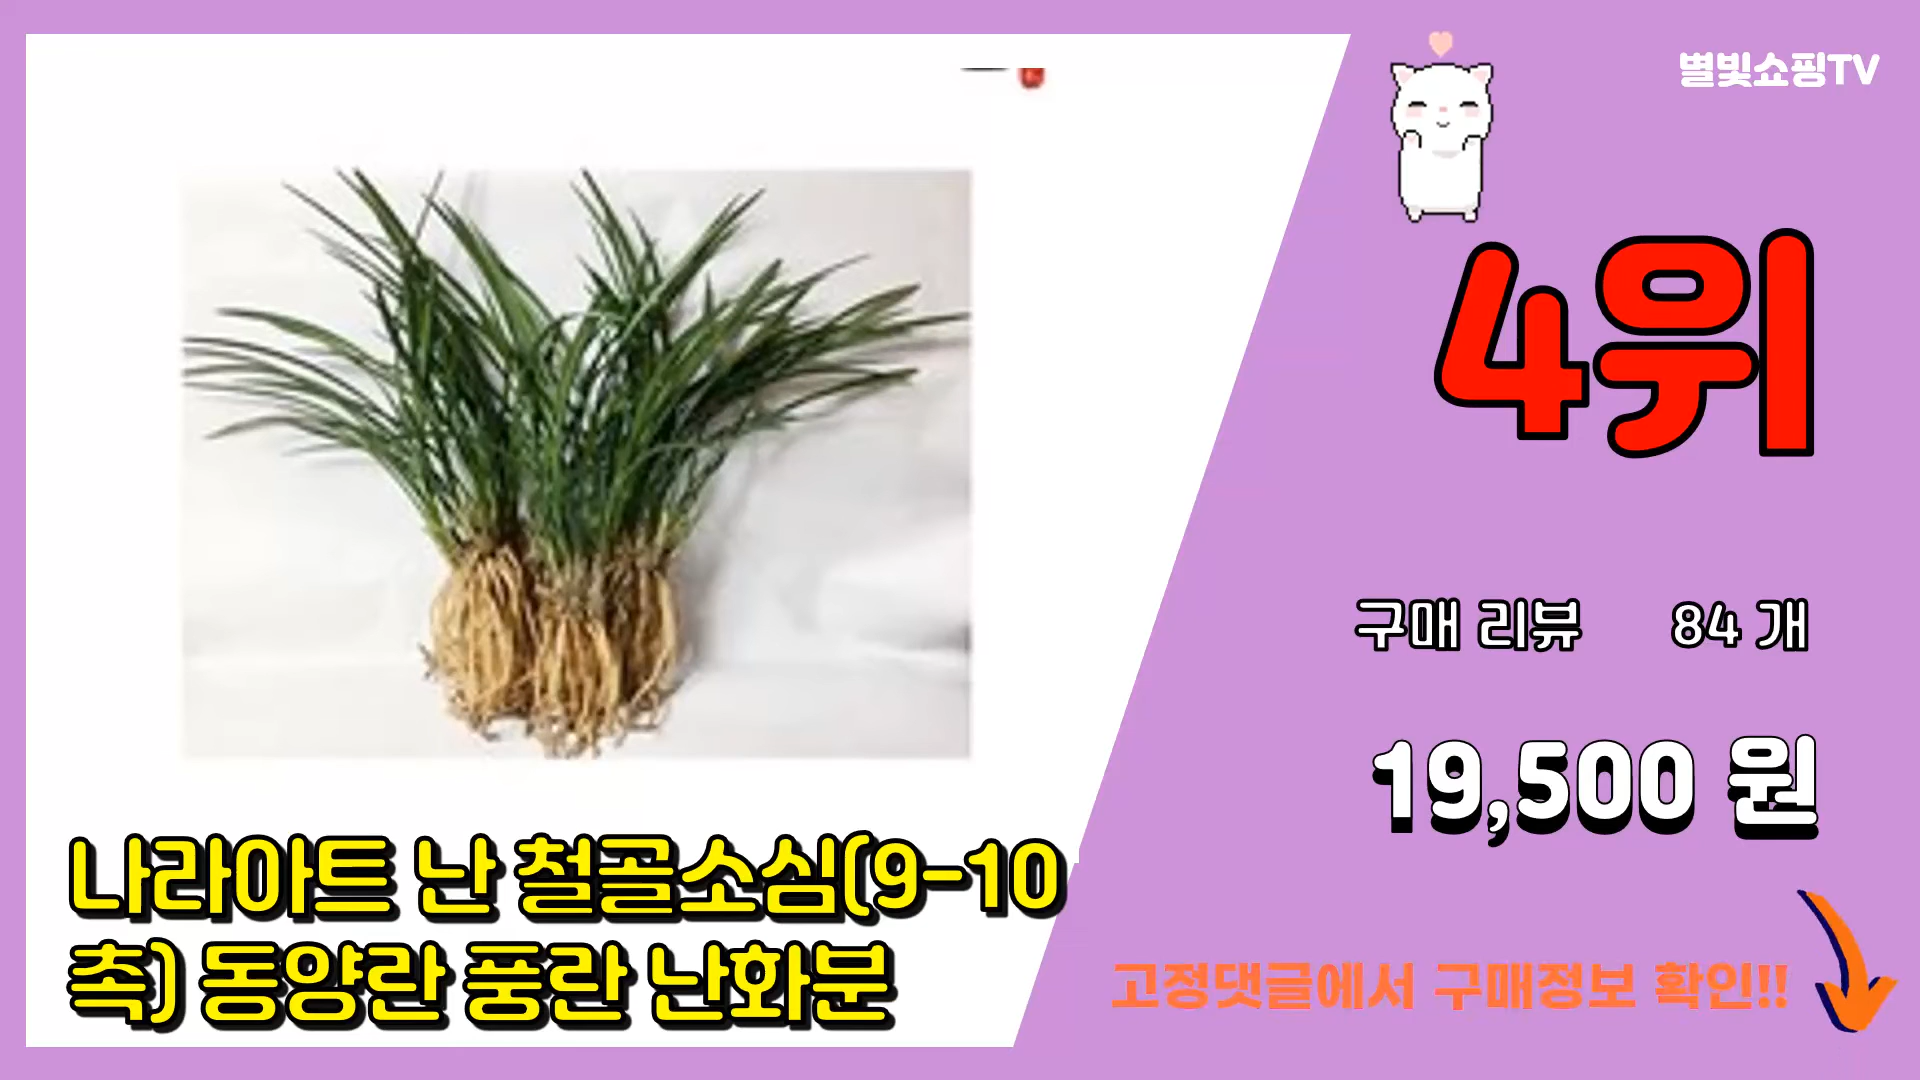 별빛쇼핑TV
4위
구매 리뷰 84 개
19,500 원
나라아트 난 철골소심(9-10
촉) 동양란 풍란 난화분
고정댓글에서 구매정보 확인!!